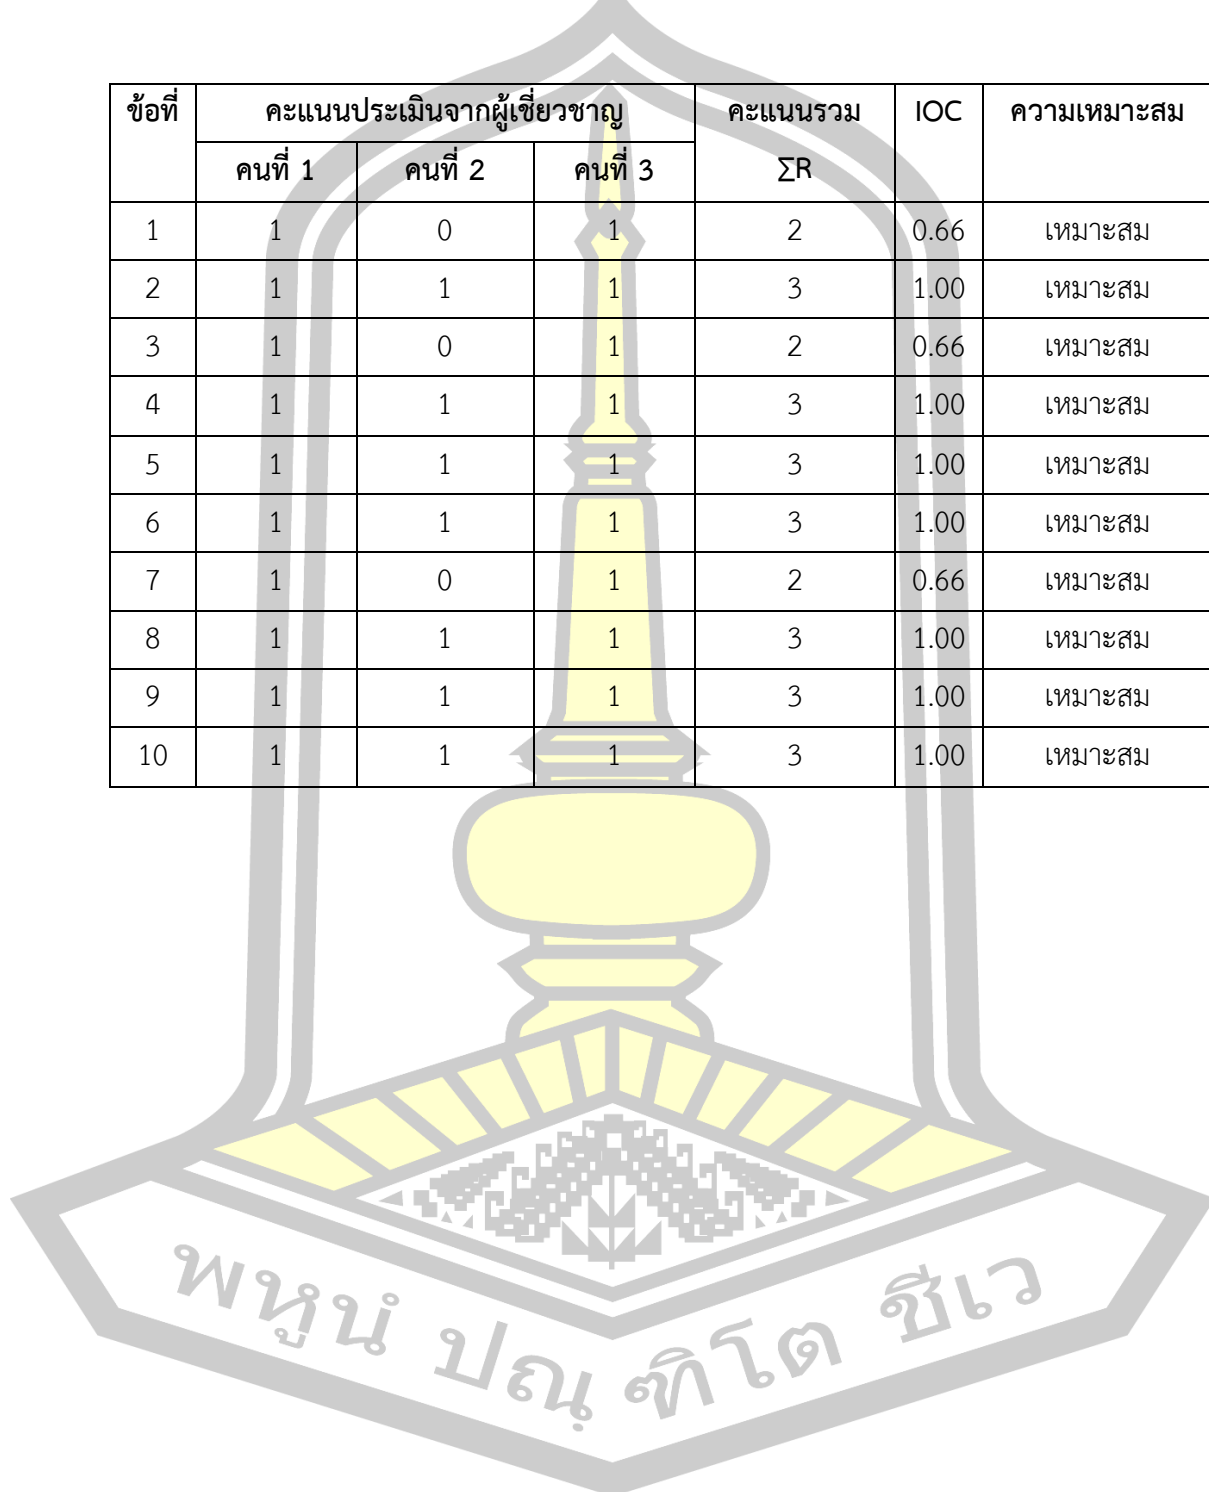 ข้อที่ คะแนนประเมินจากผู้เชี่ยวชาญ คะแนนรวม IOC ความเหมาะสม
คนที่ 1 คนที่ 2 คนที่ 3 ∑R
1 1 0 1 2 0.66 เหมาะสม
2 1 1 1 3 1.00 เหมาะสม
3 1 0 1 2 0.66 เหมาะสม
4 1 1 1 3 1.00 เหมาะสม
5 1 1 1 3 1.00 เหมาะสม
6 1 1 1 3 1.00 เหมาะสม
7 1 0 1 2 0.66 เหมาะสม
8 1 1 1 3 1.00 เหมาะสม
9 1 1 1 3 1.00 เหมาะสม
10 1 1 1 3 1.00 เหมาะสม
พหูนํ ปณฺฑิโต ชีเว